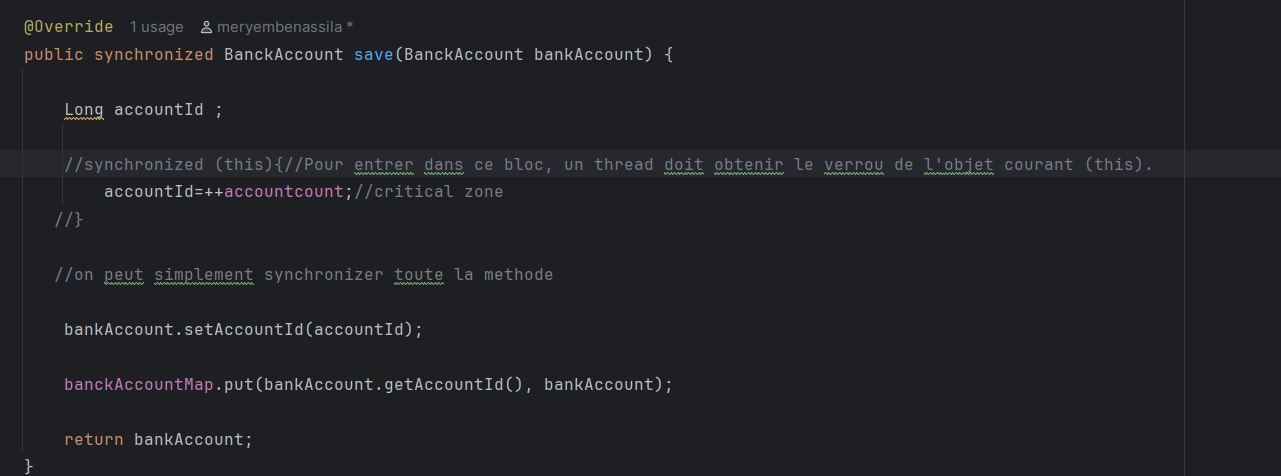 @Override 1 usage meryembenassila *
public synchronized BanckAccount save(BanckAccount bankAccount) {
Long accountId ;
//synchronized (this){//Pour entrer dans ce bloc, un thread doit obtenir le verrou de l'objet courant (this).
accountId=++accountcount;//critical zone
//}
//on peut simplement synchronizer toute la methode
bankAccount.setAccountId(accountId);
banckAccountMap.put(bankAccount.getAccountId(), bankAccount);
return bankAccount;
}